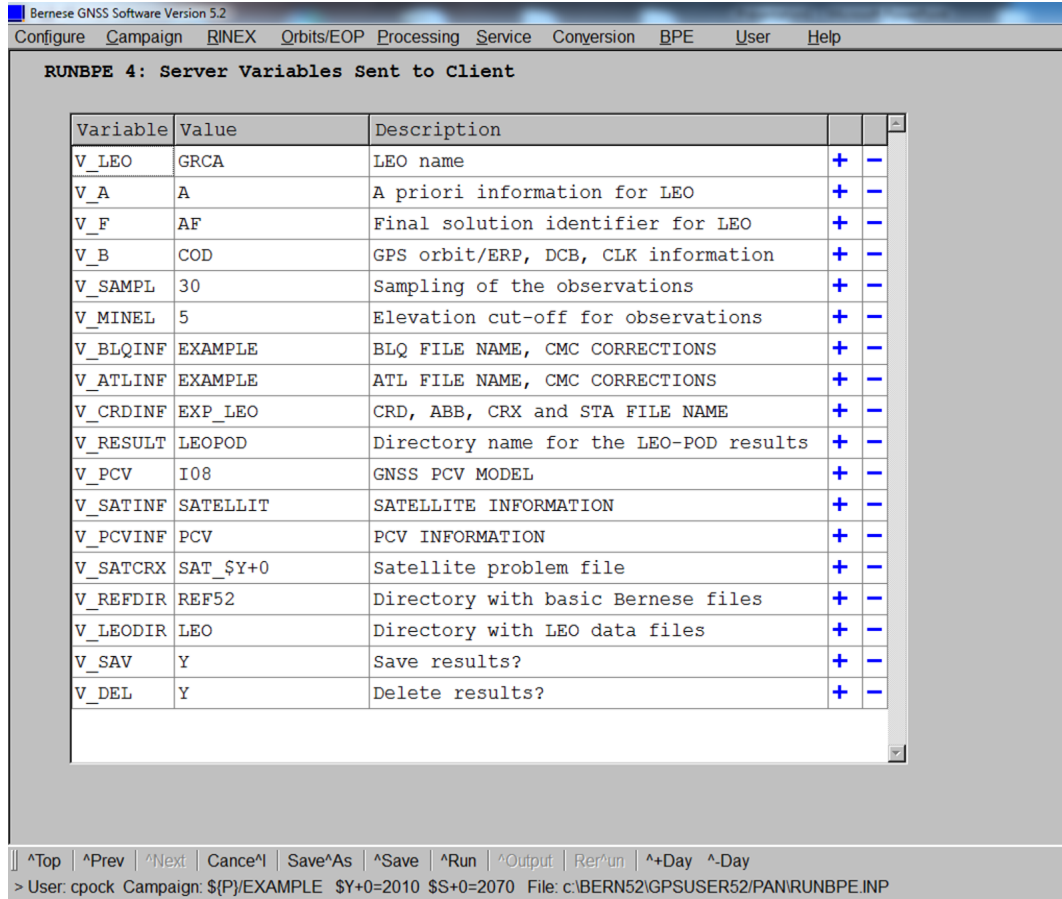 Bernese GNSS Software Version 5.2
Configure Campaign RINEX Orbits/EOP Processing Service Conversion BPE User Help
RUNBPE 4: Server Variables Sent to Client
Variable Value Description
V_LEO GRCA LEO name + −
V_A A A priori information for LEO + −
V_F AF Final solution identifier for LEO + −
V_B COD GPS orbit/ERP, DCB, CLK information + −
V_SAMPL 30 Sampling of the observations + −
V_MINEL 5 Elevation cut-off for observations + −
V_BLQINF EXAMPLE BLQ FILE NAME, CMC CORRECTIONS + −
V_ATLINF EXAMPLE ATL FILE NAME, CMC CORRECTIONS + −
V_CRDINF EXP_LEO CRD, ABB, CRX and STA FILE NAME + −
V_RESULT LEOPOD Directory name for the LEO-POD results + −
V_PCV I08 GNSS PCV MODEL + −
V_SATINF SATELLIT SATELLITE INFORMATION + −
V_PCVINF PCV PCV INFORMATION + −
V_SATCRX SAT_$Y+0 Satellite problem file + −
V_REFDIR REF52 Directory with basic Bernese files + −
V_LEODIR LEO Directory with LEO data files + −
V_SAV Y Save results? + −
V_DEL Y Delete results? + −
^Top | ^Prev | ^Next | Cance^l | Save^As | ^Save | ^Run | ^Output | Rer^un | ^+Day ^-Day
> User: cpock Campaign: ${P}/EXAMPLE $Y+0=2010 $S+0=2070 File: c:\BERN52\GPSUSER52/PAN\RUNBPE.INP